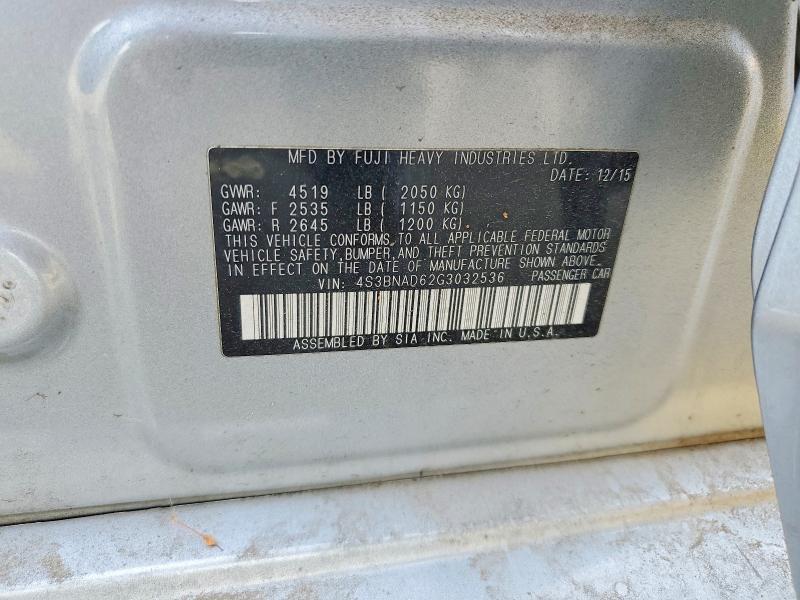 MFD BY FUJI HEAVY INDUSTRIES LTD.
DATE: 12/15
GVWR: 4519 LB ( 2050 KG)
GAWR: F 2535 LB ( 1150 KG)
GAWR: R 2645 LB ( 1200 KG)
THIS VEHICLE CONFORMS TO ALL APPLICABLE FEDERAL MOTOR
VEHICLE SAFETY, BUMPER, AND THEFT PREVENTION STANDARDS
IN EFFECT ON THE DATE OF MANUFACTURE SHOWN ABOVE.
VIN: 4S3BNAD62G3032536 PASSENGER CAR
ASSEMBLED BY SIA INC. MADE IN U.S.A.